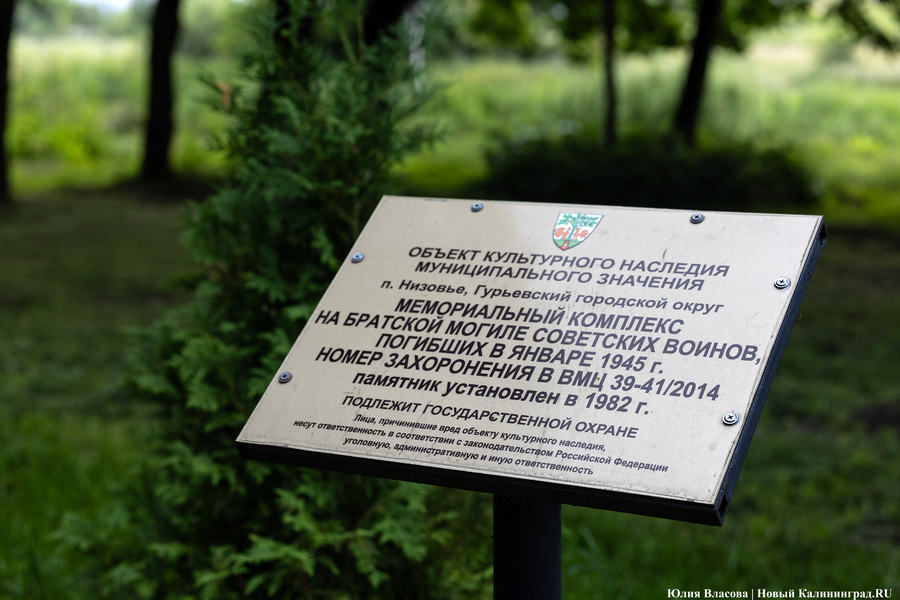 ОБЪЕКТ КУЛЬТУРНОГО НАСЛЕДИЯ
МУНИЦИПАЛЬНОГО ЗНАЧЕНИЯ
п. Низовье, Гурьевский городской округ
МЕМОРИАЛЬНЫЙ КОМПЛЕКС
НА БРАТСКОЙ МОГИЛЕ СОВЕТСКИХ ВОИНОВ,
ПОГИБШИХ В ЯНВАРЕ 1945 г.
НОМЕР ЗАХОРОНЕНИЯ В ВМЦ 39-41/2014
памятник установлен в 1982 г.
ПОДЛЕЖИТ ГОСУДАРСТВЕННОЙ ОХРАНЕ
Лица, причинившие вред объекту культурного наследия,
несут ответственность в соответствии с законодательством Российской Федерации
уголовную, административную и иную ответственность
Юлия Власова | Новый Калининград.RU